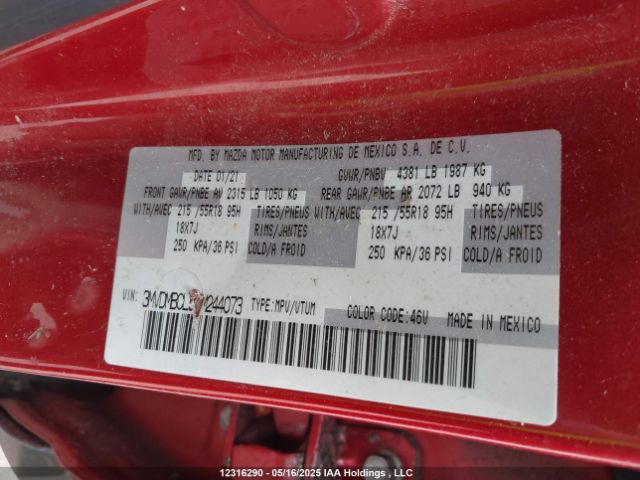 MFD. BY MAZDA MOTOR MANUFACTURING DE MEXICO S.A. DE C.V.
DATE 01/21 GVWR/PNBV 4381 LB 1987 KG
FRONT GAWR/PNBE AV 2315 LB 1050 KG REAR GAWR/PNBE AR 2072 LB 940 KG
WITH/AVEC 215 /55R18 95H TIRES/PNEUS WITH/AVEC 215 /55R18 95H TIRES/PNEUS
18X7J RIMS/JANTES 18X7J RIMS/JANTES
250 KPA/36 PSI COLD/A FROID 250 KPA/36 PSI COLD/A FROID
VIN: TYPE:MPV/VTUM COLOR CODE:46V MADE IN MEXICO
12316290 - 05/16/2025 IAA Holdings , LLC